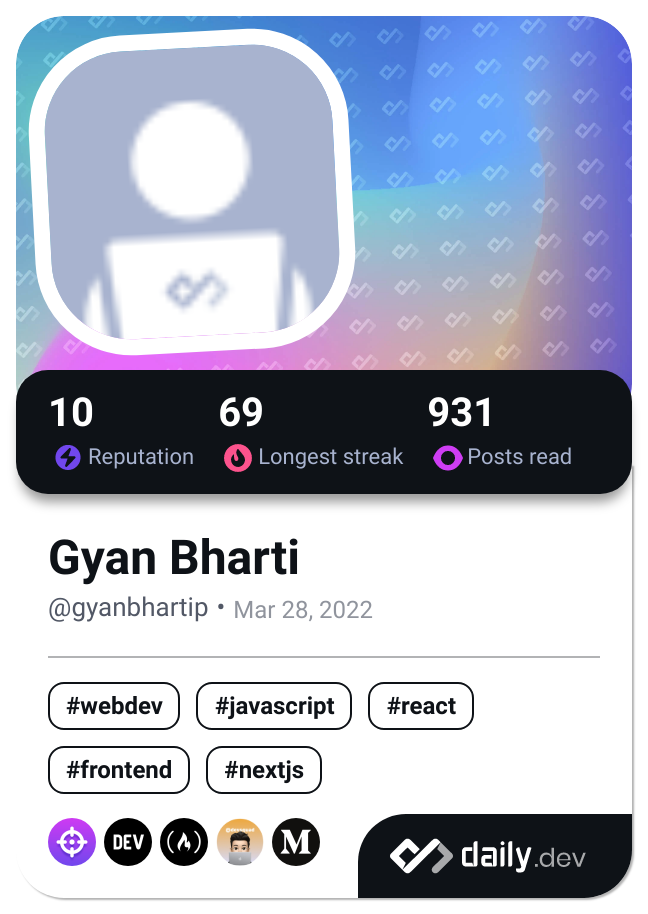 10 69 931
Reputation Longest streak Posts read
Gyan Bharti
@gyanbhartip • Mar 28, 2022
#webdev #javascript #react
#frontend #nextjs
DEV M
daily.dev